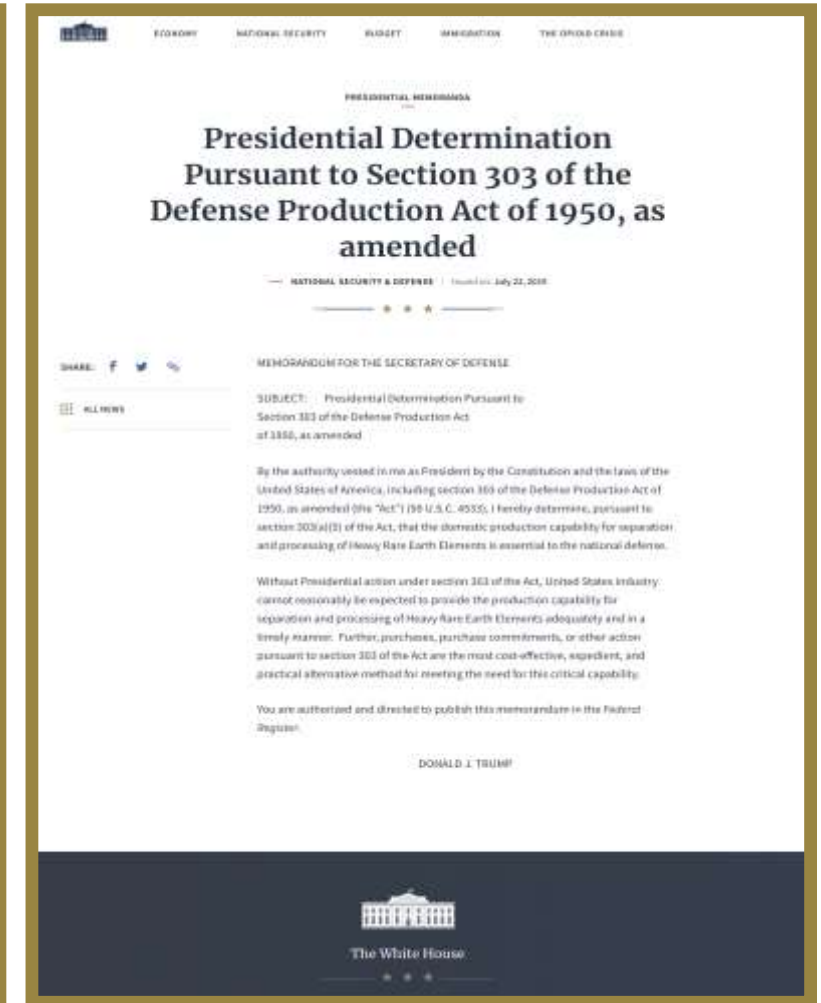 ECONOMY NATIONAL SECURITY BUDGET IMMIGRATION THE OPIOID CRISIS
PRESIDENTIAL MEMORANDA
Presidential Determination
Pursuant to Section 303 of the
Defense Production Act of 1950, as
amended
NATIONAL SECURITY & DEFENSE | Issued on: July 22, 2019
SHARE:
ALL NEWS
MEMORANDUM FOR THE SECRETARY OF DEFENSE
SUBJECT: Presidential Determination Pursuant to
Section 303 of the Defense Production Act
of 1950, as amended
By the authority vested in me as President by the Constitution and the laws of the
United States of America, including section 303 of the Defense Production Act of
1950, as amended (the “Act”) (50 U.S.C. 4533), I hereby determine, pursuant to
section 303(a)(5) of the Act, that the domestic production capability for separation
and processing of Heavy Rare Earth Elements is essential to the national defense.
Without Presidential action under section 303 of the Act, United States industry
cannot reasonably be expected to provide the production capability for
separation and processing of Heavy Rare Earth Elements adequately and in a
timely manner. Further, purchases, purchase commitments, or other action
pursuant to section 303 of the Act are the most cost-effective, expedient, and
practical alternative method for meeting the need for this critical capability.
You are authorized and directed to publish this memorandum in the Federal
Register.
DONALD J. TRUMP
The White House